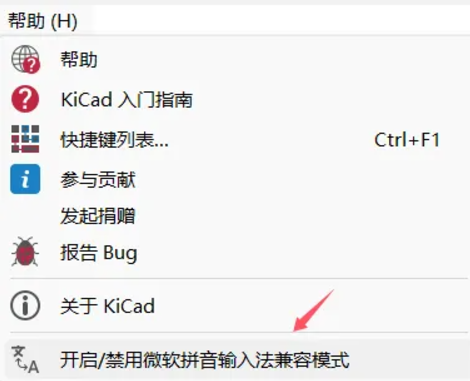 帮助 (H)
帮助
KiCad 入门指南
快捷键列表... Ctrl+F1
参与贡献
发起捐赠
报告 Bug
关于 KiCad
开启/禁用微软拼音输入法兼容模式